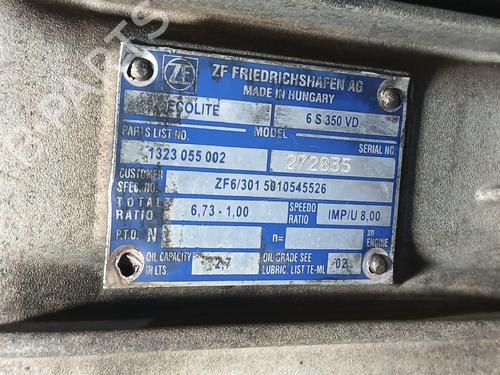 ZF FRIEDRICHSHAFEN AG
MADE IN HUNGARY
ECOLITE 6 S 350 VD
PARTS LIST NO. MODEL SERIAL NO.
1323 055 002 272835
CUSTOMER
SPEC. NO. ZF6/301 5010545526
TOTAL RATIO 6,73 - 1,00 SPEEDO RATIO IMP/U 8,00
P.T.O. N n= xn ENGINE
OIL CAPACITY IN LTS OIL GRADE SEE LUBRIC. LIST TE-ML 02